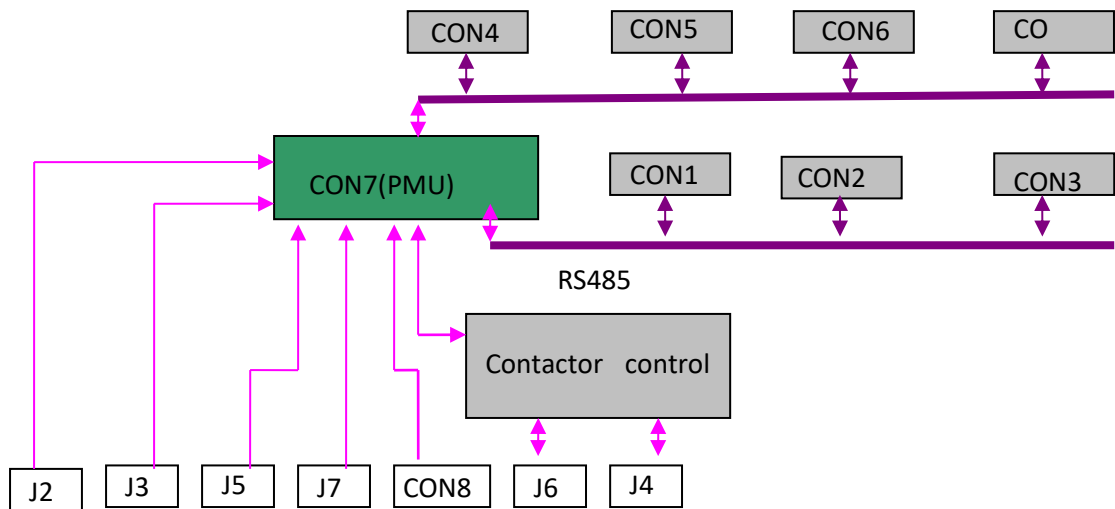 CON4
CON5
CON6
CO
CON7(PMU)
CON1
CON2
CON3
RS485
Contactor control
J2
J3
J5
J7
CON8
J6
J4